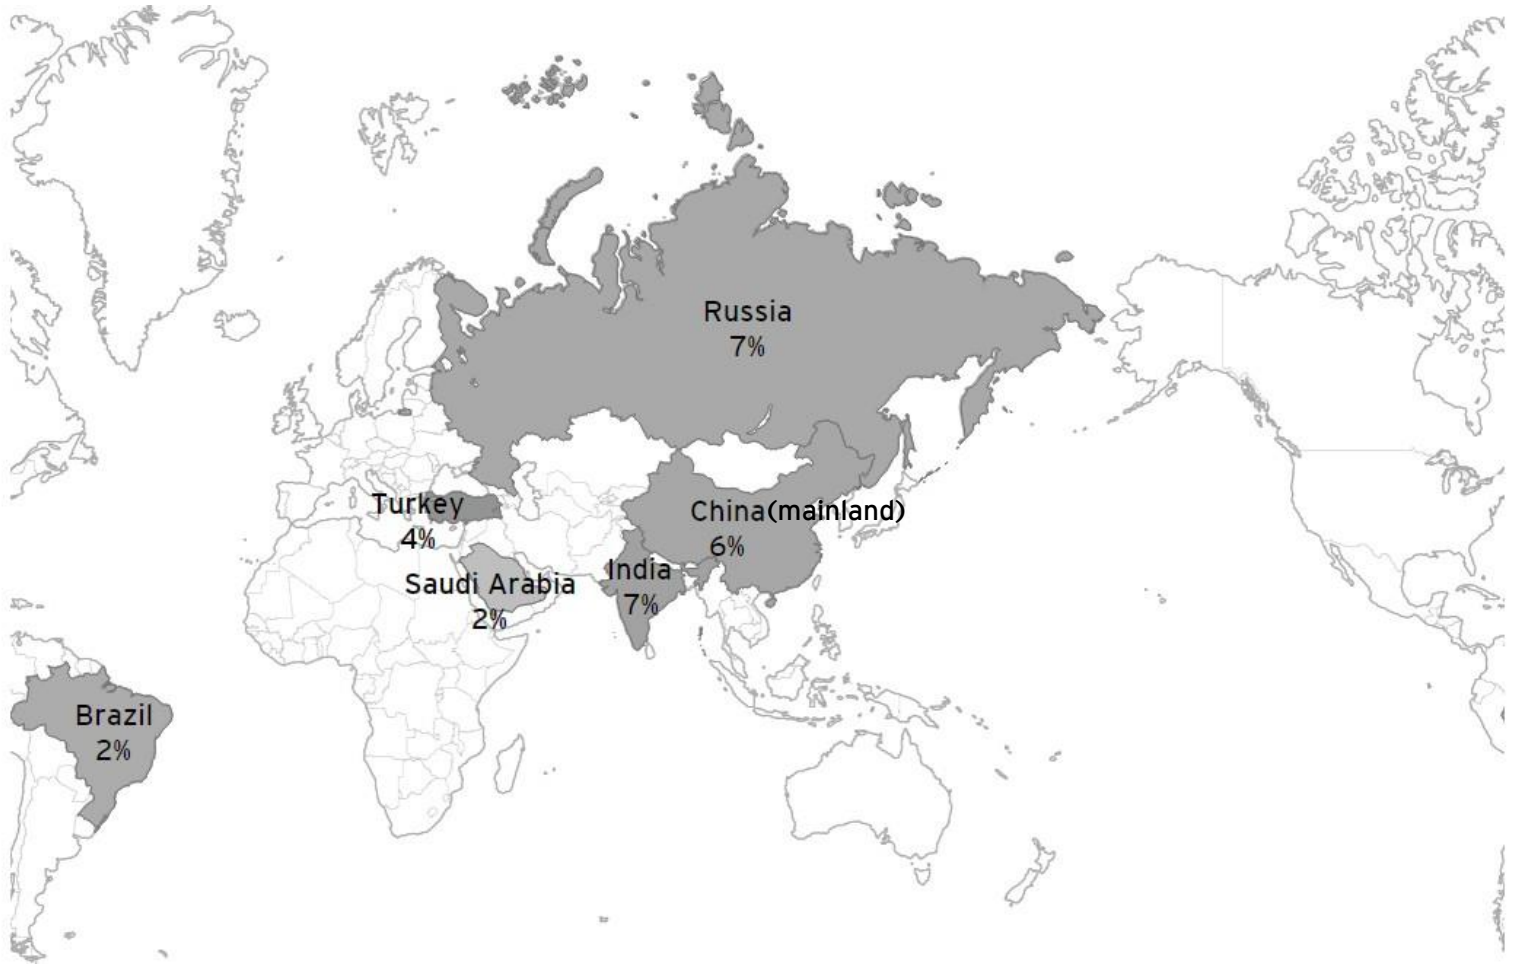 Russia
7%
Turkey
4%
China(mainland)
6%
Saudi Arabia
2%
India
7%
Brazil
2%